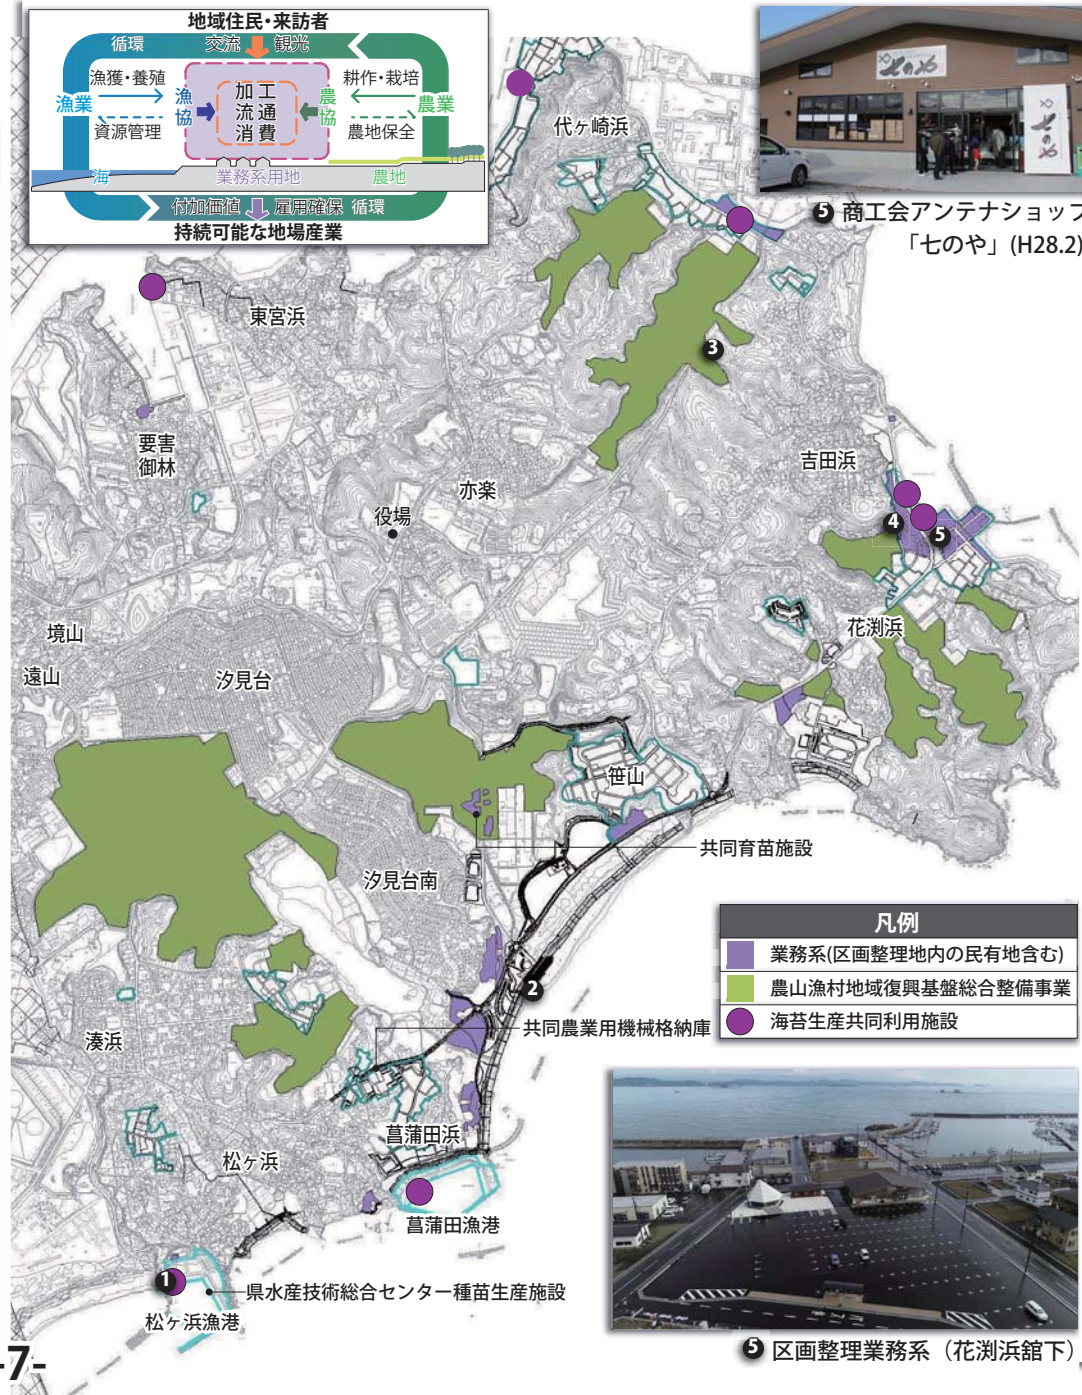 地域住民・来訪者
循環
交流
観光
漁獲・養殖
漁業
資源管理
漁協
加工
流通
消費
農協
耕作・栽培
農業
農地保全
海
業務系用地
農地
付加価値
雇用確保
循環
持続可能な地場産業
七のや
七のや
5 商工会アンテナショップ
「七のや」(H28.2)
代ヶ崎浜
東宮浜
3
要害
御林
亦楽
役場
吉田浜
4
5
境山
遠山
汐見台
花渕浜
笹山
共同育苗施設
汐見台南
凡例
業務系(区画整理地内の民有地含む)
農山漁村地域復興基盤総合整備事業
海苔生産共同利用施設
2
共同農業用機械格納庫
湊浜
菖蒲田浜
松ヶ浜
菖蒲田漁港
1
県水産技術総合センター種苗生産施設
松ヶ浜漁港
5 区画整理業務系（花渕浜舘下）
-7-